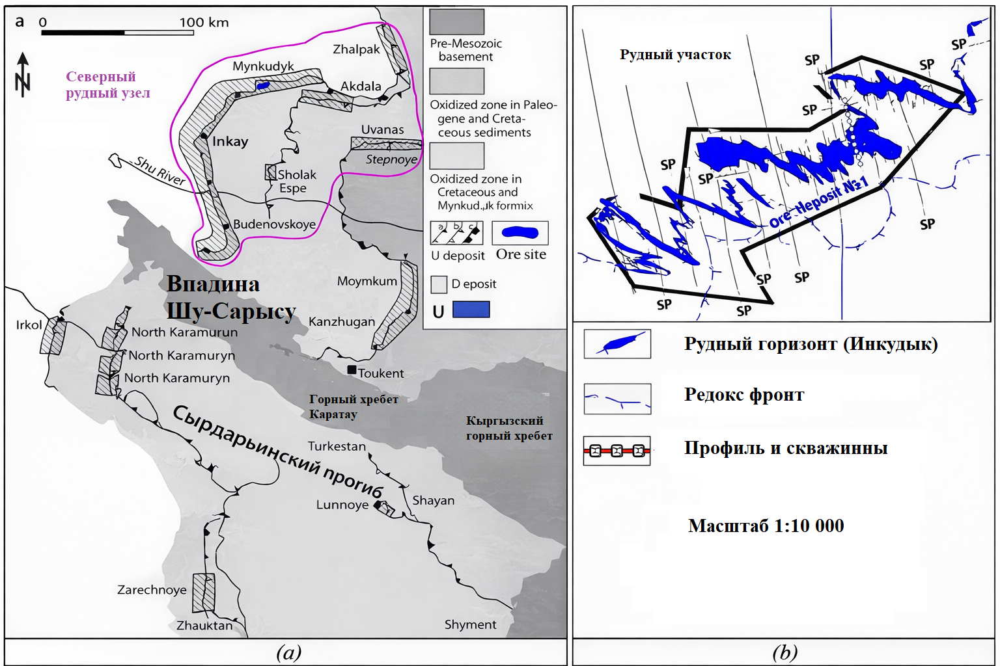 a
0
100 km
N
Северный
рудный узел
Zhalpak
Mynkudyk
Akdala
Inkay
Uvanas
Stepnoye
Shu River
Sholak
Espe
Budenovskoye
Впадина
Шу-Сарысу
Moymkum
Kanzhugan
Irkol
North Karamurun
North Karamuryn
North Karamuryn
Toukent
Горный хребет
Каратау
Кыргызский
горный хребет
Сырдарьинский прогиб
Turkestan
Lunnoye
Shayan
Zarechnoye
Zhauktan
Shyment
Pre-Mesozoic
basement
Oxidized zone in Paleo-
gene and Creta-
ceous sediments
Oxidized zone in
Cretaceous and
Mynkud.ɟk formix
a b c
U deposit
Ore site
D eposit
U
(a)
Рудный участок
SP
SP
SP
SP
SP
SP
SP
SP
SP
SP
SP
Ore deposit №1
Рудный горизонт (Инкудык)
Редокс фронт
Профиль и скважинны
Масштаб 1:10 000
(b)